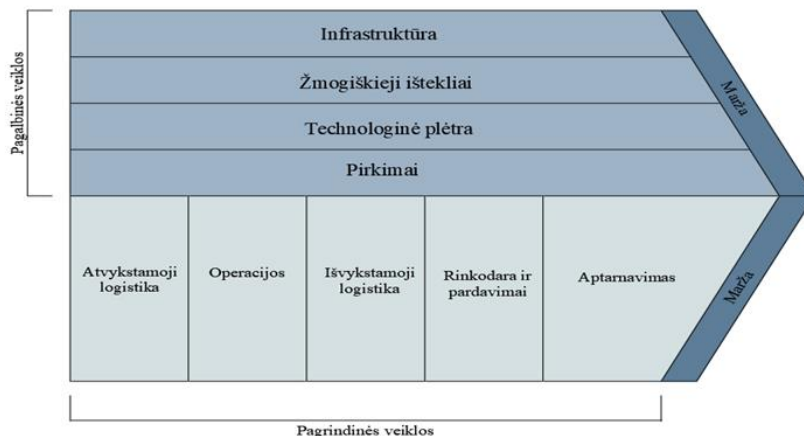 Pagalbinės veiklos
Infrastruktūra
Žmogiškieji ištekliai
Technologinė plėtra
Pirkimai
Marža
Atvykstamoji
logistika
Operacijos
Išvykstamoji
logistika
Rinkodara ir
pardavimai
Aptarnavimas
Marža
Pagrindinės veiklos